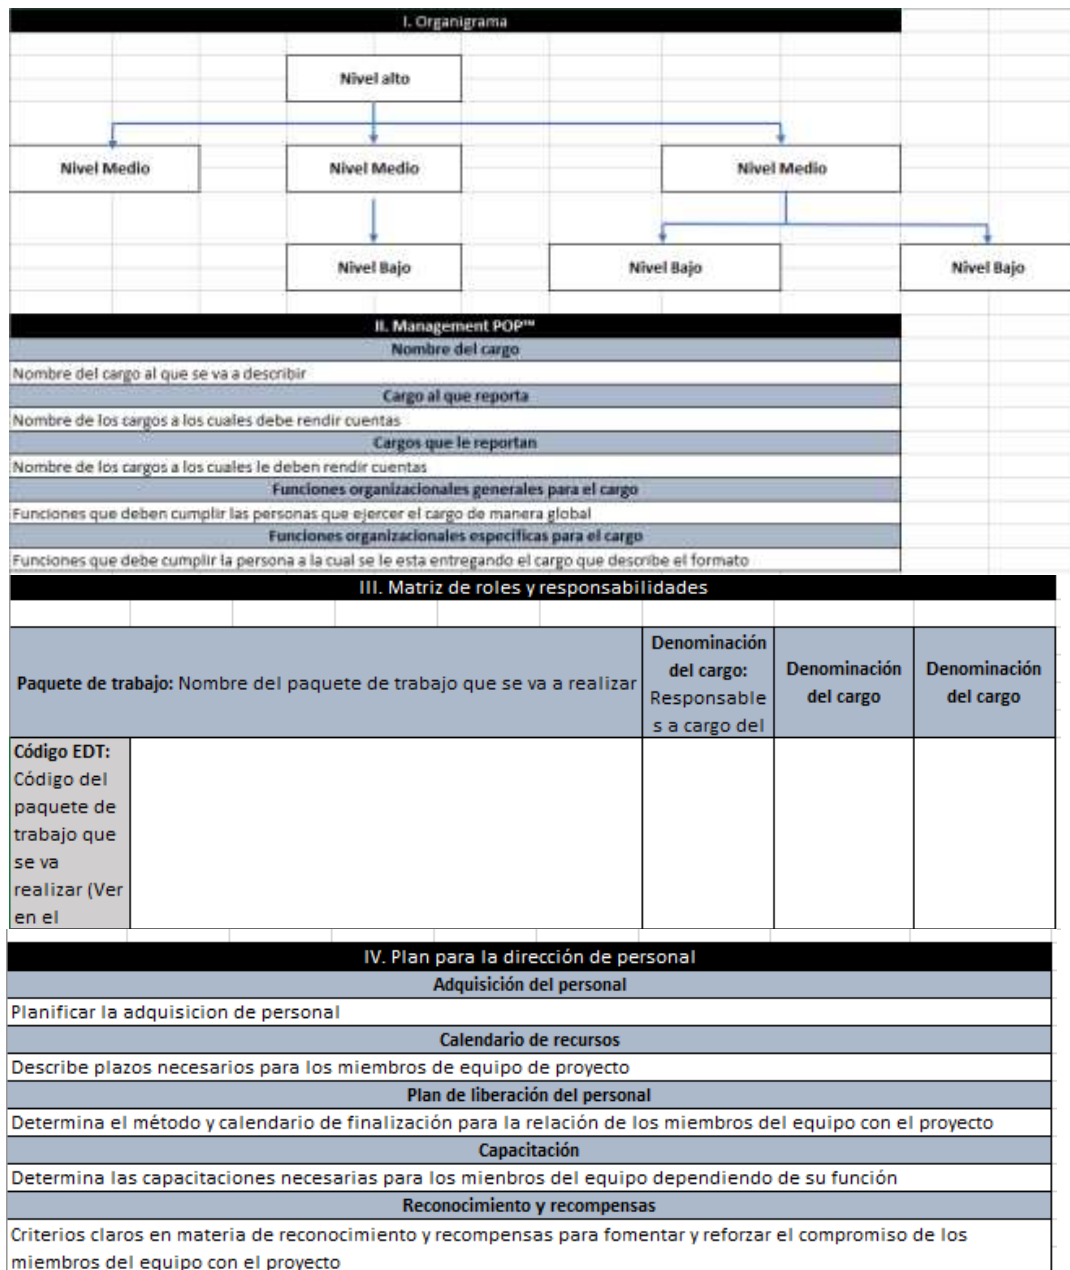 I. Organigrama
Nivel alto
Nivel Medio
Nivel Medio
Nivel Medio
Nivel Bajo
Nivel Bajo
Nivel Bajo
II. Management POP™
Nombre del cargo
Nombre del cargo al que se va a describir
Cargo al que reporta
Nombre de los cargos a los cuales debe rendir cuentas
Cargos que le reportan
Nombre de los cargos a los cuales le deben rendir cuentas
Funciones organizacionales generales para el cargo
Funciones que deben cumplir las personas que ejercer el cargo de manera global
Funciones organizacionales específicas para el cargo
Funciones que debe cumplir la persona a la cual se le esta entregando el cargo que describe el formato
III. Matriz de roles y responsabilidades
Paquete de trabajo: Nombre del paquete de trabajo que se va a realizar
Denominación
del cargo:
Responsable
s a cargo del
Denominación
del cargo
Denominación
del cargo
Código EDT:
Código del
paquete de
trabajo que
se va
realizar (Ver
en el
IV. Plan para la dirección de personal
Adquisición del personal
Planificar la adquisicion de personal
Calendario de recursos
Describe plazos necesarios para los miembros de equipo de proyecto
Plan de liberación del personal
Determina el método y calendario de finalización para la relación de los miembros del equipo con el proyecto
Capacitación
Determina las capacitaciones necesarias para los mienbros del equipo dependiendo de su función
Reconocimiento y recompensas
Criterios claros en materia de reconocimiento y recompensas para fomentar y reforzar el compromiso de los
miembros del equipo con el proyecto